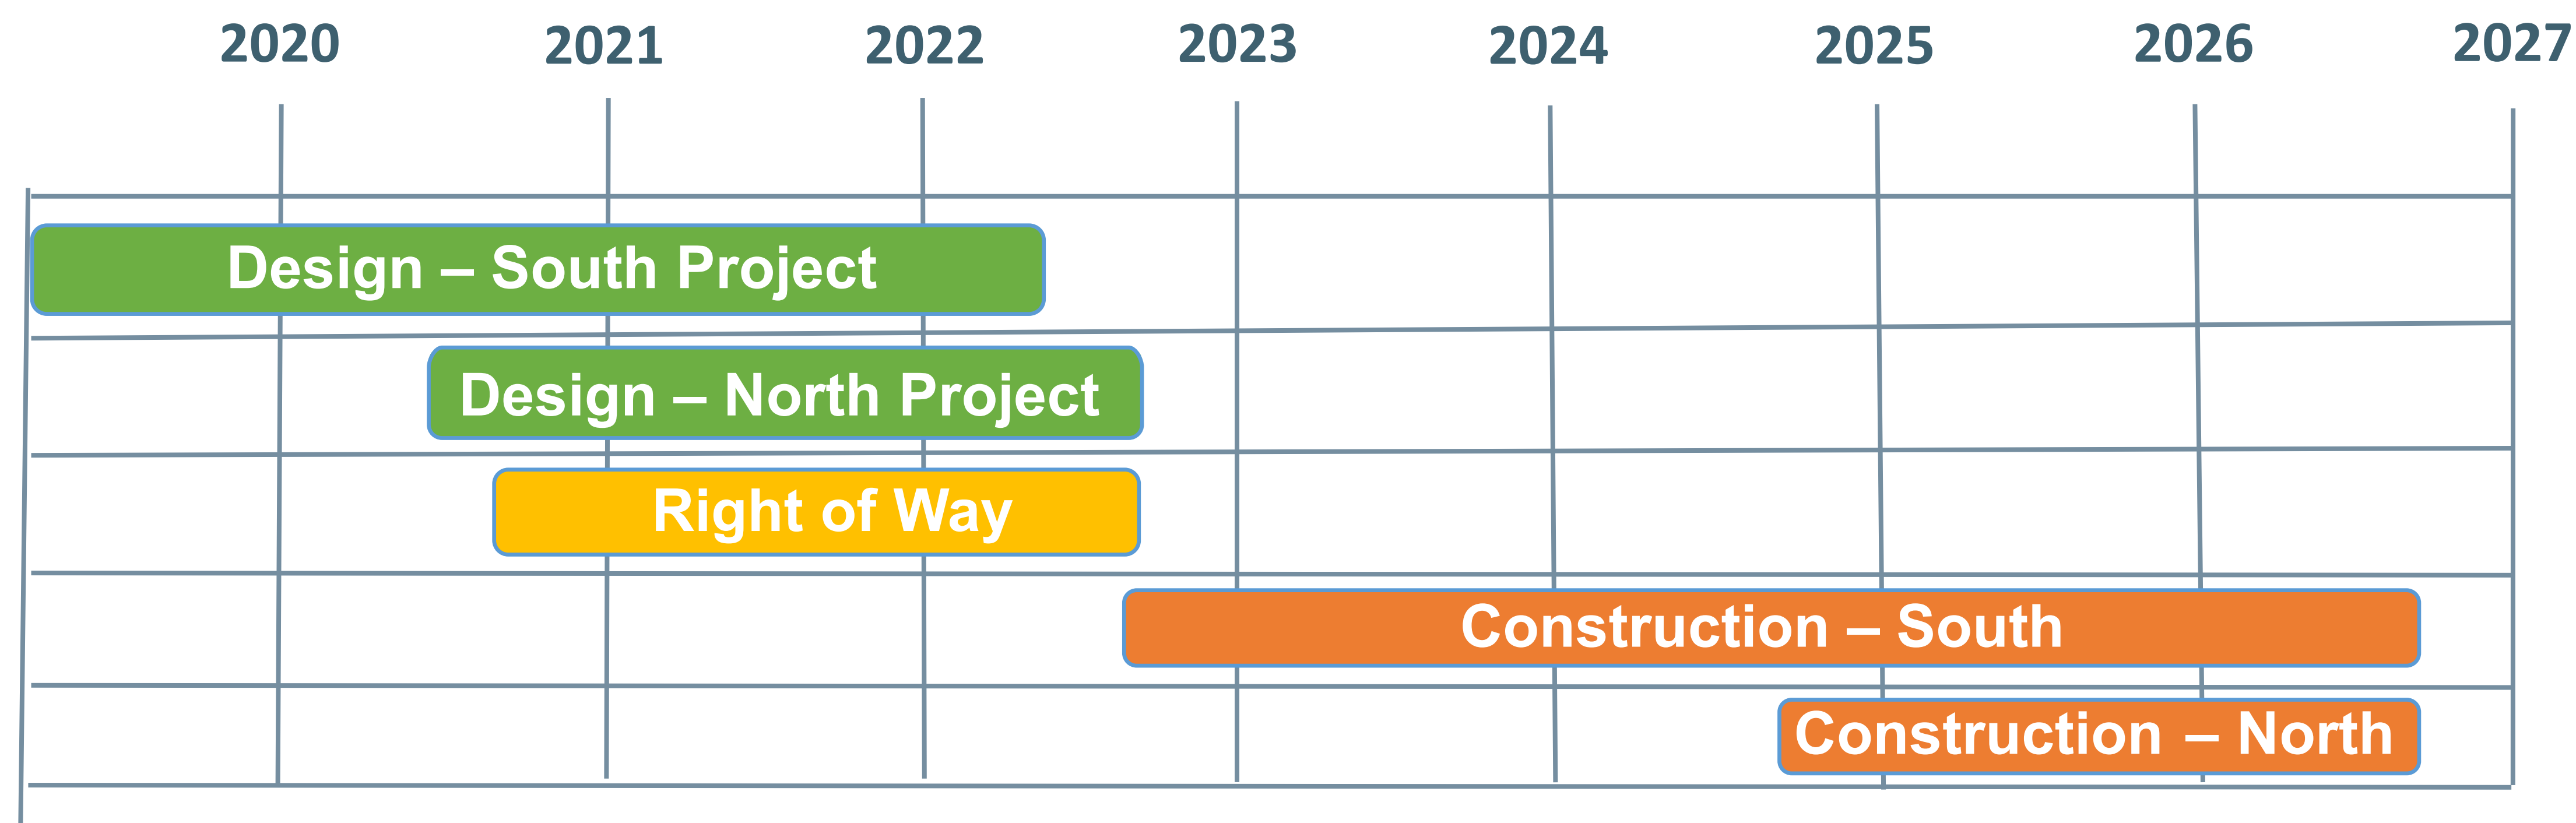 2020 2021 2022 2023 2024 2025 2026 2027
Design – South Project
Design – North Project
Right of Way
Construction – South
Construction – North